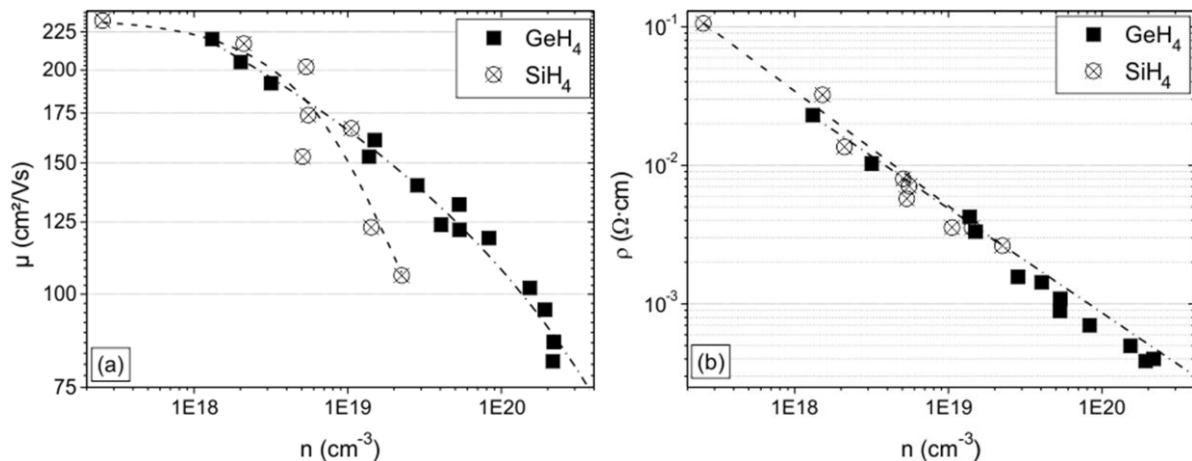 225
200
175
150
125
100
75
μ (cm²/Vs)
GeH4
SiH4
(a)
1E18
1E19
1E20
n (cm-3)
10-1
10-2
10-3
ρ (Ω·cm)
GeH4
SiH4
(b)
1E18
1E19
1E20
n (cm-3)